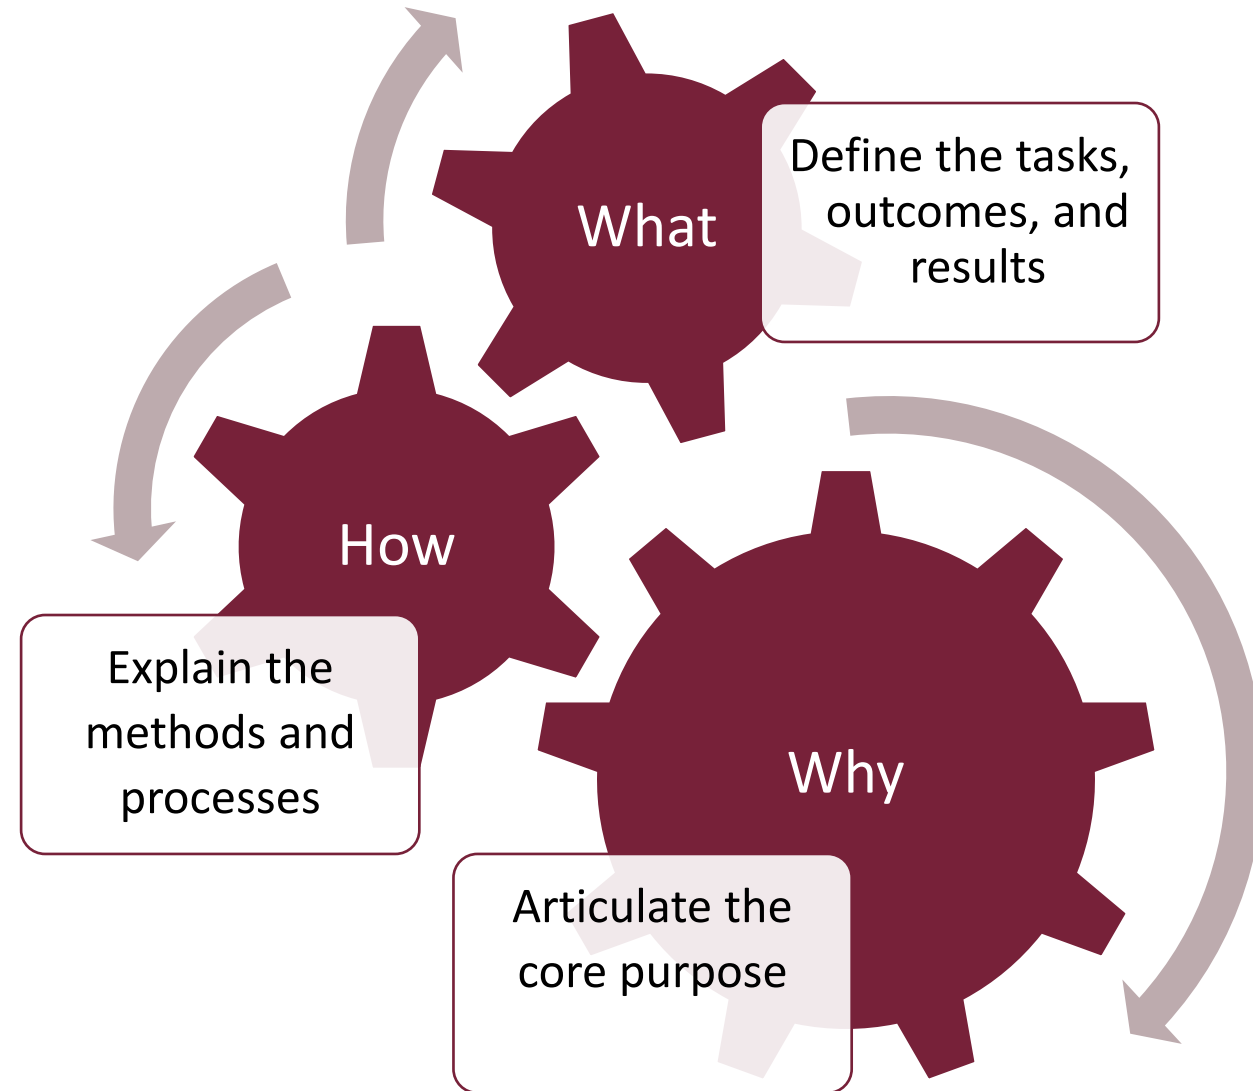 What
Define the tasks,
outcomes, and
results
How
Explain the
methods and
processes
Why
Articulate the
core purpose